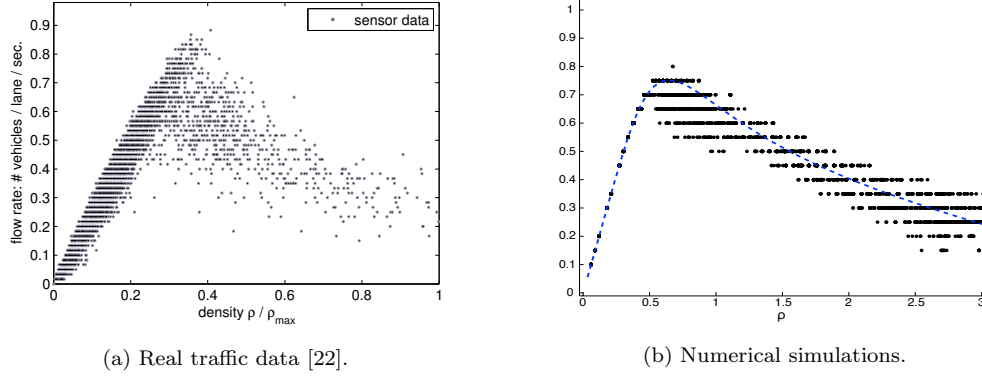 sensor data
flow rate: # vehicles / lane / sec.
0.9
0.8
0.7
0.6
0.5
0.4
0.3
0.2
0.1
0
0 0.2 0.4 0.6 0.8 1
density ρ / ρmax
(a) Real traffic data [22].
1
0.9
0.8
0.7
0.6
0.5
0.4
0.3
0.2
0.1
0
0 0.5 1 1.5 2 2.5 3
ρ
(b) Numerical simulations.